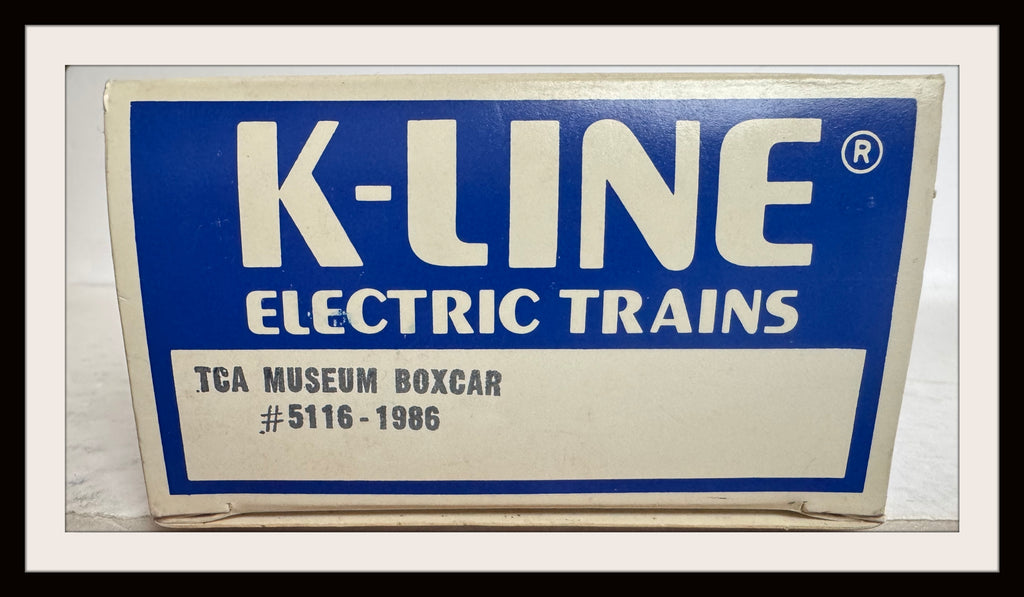 K-LINE®
ELECTRIC TRAINS
TCA MUSEUM BOXCAR
#5116-1986